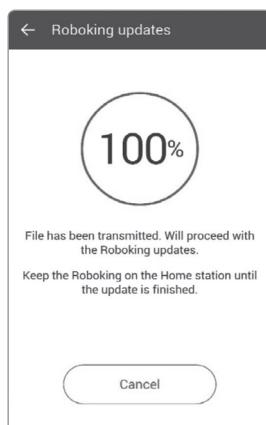 Roboking updates
100%
File has been transmitted. Will proceed with
the Roboking updates.
Keep the Roboking on the Home station until
the update is finished.
Cancel